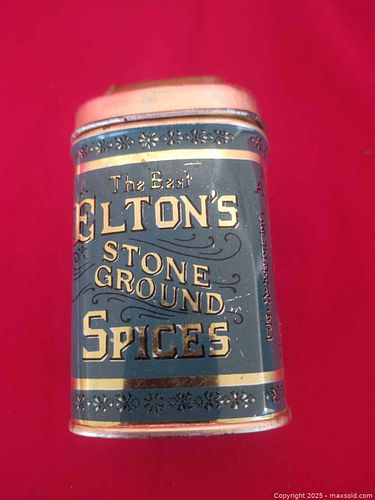 The Best
ELTON'S
STONE
GROUND
SPICES
Copyright 2025 - maxsold.com